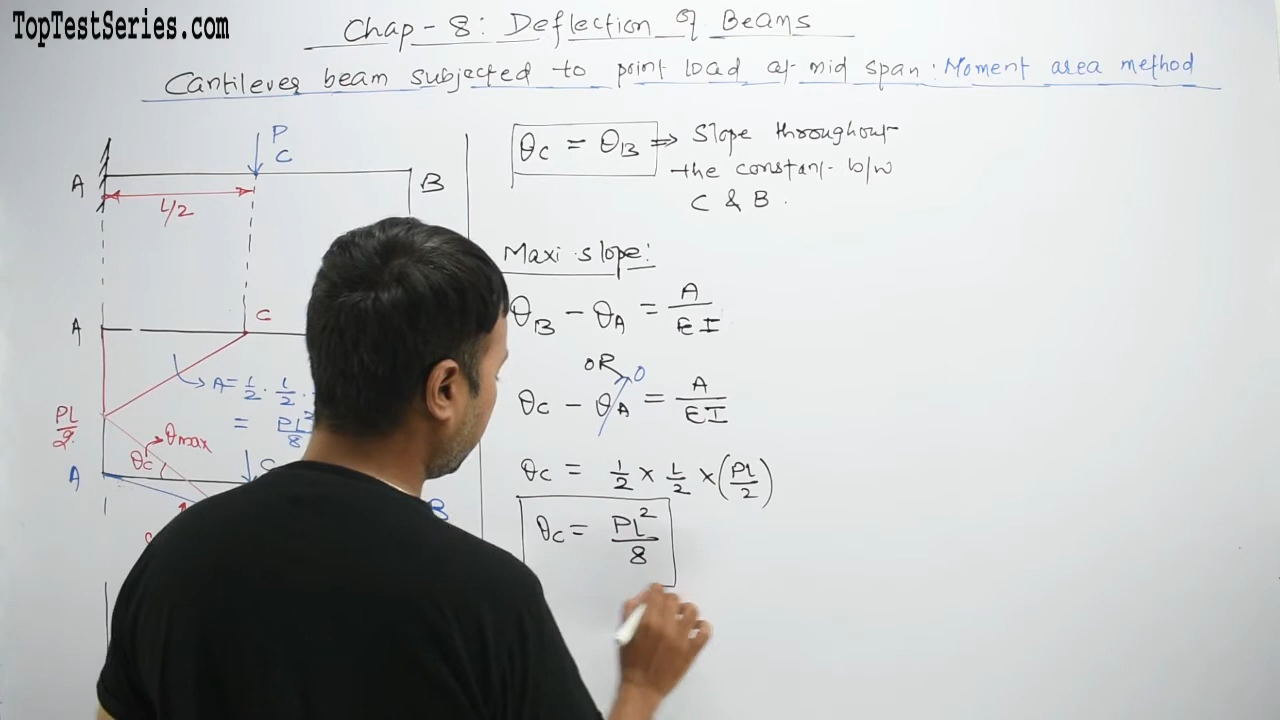 TopTestSeries.com
Chap - 8: Deflection of Beams
Cantilever beam subjected to point load at mid span: Moment area method
P
C
A
B
L/2
A
C
A = 1/2 · L/2 ·
= PL²/8
PL/2
θc
θmax
A
C
B
θc = θB ⇒ Slope throughout
the constant b/w
C & B .
Maxi slope:
θB - θA = A/EI
OR
θc - θA = A/EI
0
θc = 1/2 × L/2 × (PL/2)
θc = PL²/8